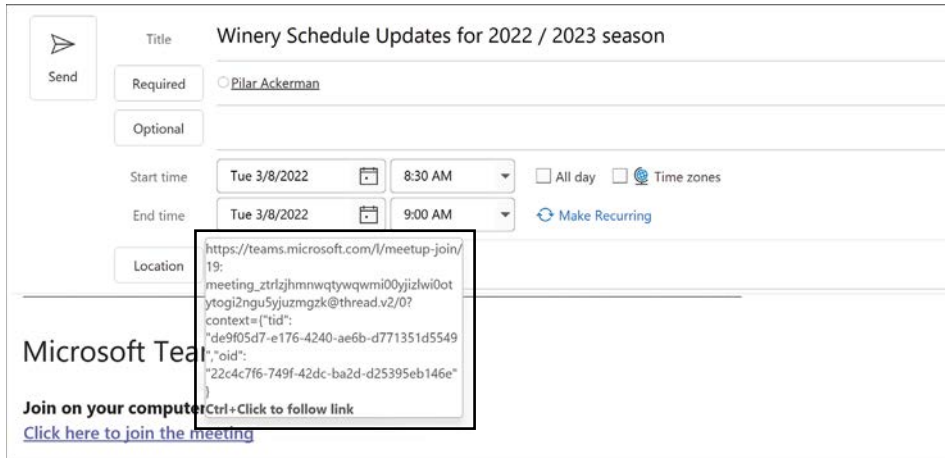 Title
Winery Schedule Updates for 2022 / 2023 season
Send
Required
Pilar Ackerman
Optional
Start time
Tue 3/8/2022
8:30 AM
All day
Time zones
End time
Tue 3/8/2022
9:00 AM
Make Recurring
Location
https://teams.microsoft.com/l/meetup-join/
19:
meeting_ztrlzjhmnwqtywqwmi00yjizlwi0ot
ytogi2ngu5yjuzmgzk@thread.v2/0?
context={"tid":
"de9f05d7-e176-4240-ae6b-d771351d5549
","oid":
"22c4c7f6-749f-42dc-ba2d-d25395eb146e"
}
Ctrl+Click to follow link
Microsoft Tea
Join on your computer
Click here to join the meeting